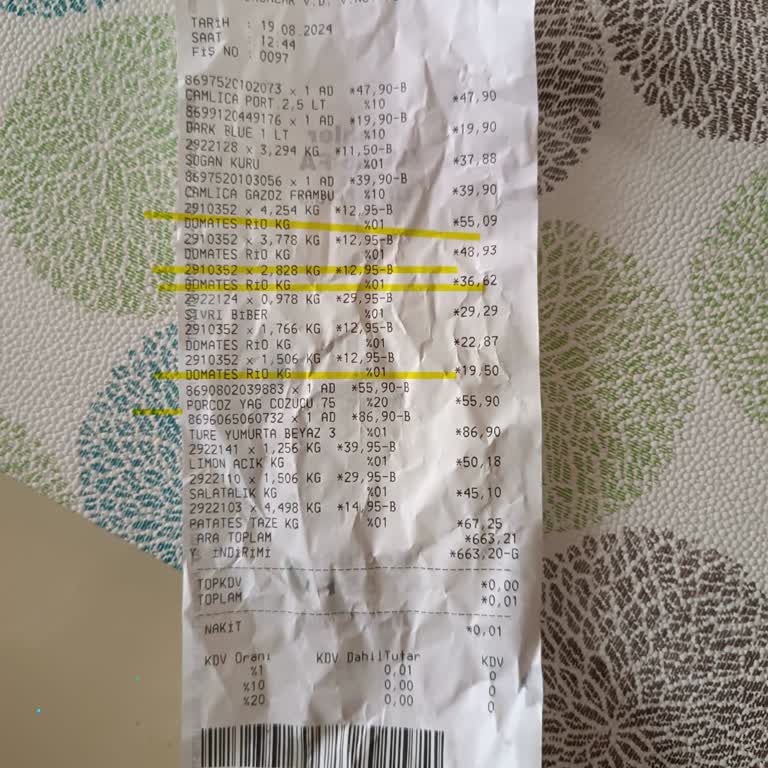 TARİH : 19.08.2024
SAAT : 12:44
FİŞ NO : 0097
8697520102073 x 1 AD *47,90-B
CAMLICA PORT 2,5 LT %10 *47,90
8699120449176 x 1 AD *19,90-B
DARK BLUE 1 LT %10 *19,90
2922128 x 3,294 KG *11,50-B
SOGAN KURU %01 *37,88
8697520103056 x 1 AD *39,90-B
CAMLICA GAZOZ FRAMBU %10 *39,90
2910352 x 4,254 KG *12,95-B
DOMATES RİO KG %01 *55,09
2910352 x 3,778 KG *12,95-B
DOMATES RİO KG %01 *48,93
2910352 x 2,828 KG *12,95-B
DOMATES RİO KG %01 *36,62
2922124 x 0,978 KG *29,95-B
SİVRİ BİBER %01 *29,29
2910352 x 1,766 KG *12,95-B
DOMATES RİO KG %01 *22,87
2910352 x 1,506 KG *12,95-B
DOMATES RİO KG %01 *19,50
8690802039883 x 1 AD *55,90-B
PORCOZ YAG COZUCU 75 %20 *55,90
8696065060732 x 1 AD *86,90-B
TURE YUMURTA BEYAZ 3 %01 *86,90
2922141 x 1,256 KG *39,95-B
LIMON ACIK KG %01 *50,18
2922110 x 1,506 KG *29,95-B
SALATALIK KG %01 *45,10
2922103 x 4,498 KG *14,95-B
PATATES TAZE KG %01 *67,25
ARA TOPLAM *663,21
İNDİRİMİ *663,20-G
TOPKDV *0,00
TOPLAM *0,01
NAKİT *0,01
KDV Oranı KDV DahilTutar KDV
%1 0,01 0
%10 0,00 0
%20 0,00 0